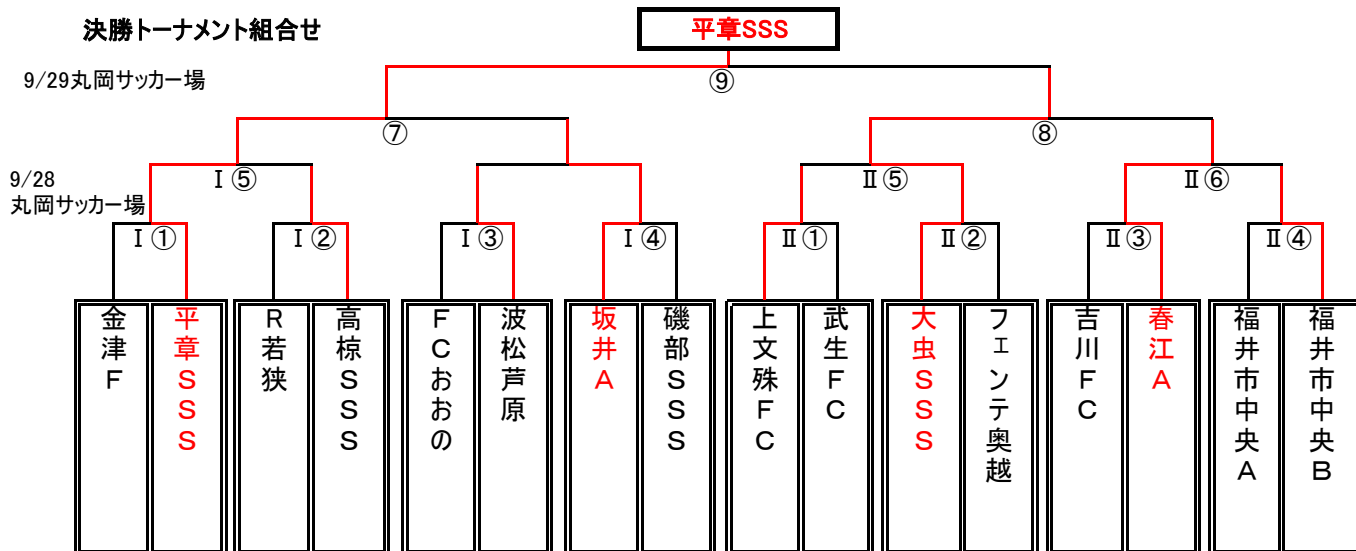 決勝トーナメント組合せ
平章SSS
9/29丸岡サッカー場
⑨
⑦
⑧
9/28
丸岡サッカー場
Ⅰ⑤
Ⅱ⑤
Ⅱ⑥
Ⅰ①
Ⅰ②
Ⅰ③
Ⅰ④
Ⅱ①
Ⅱ②
Ⅱ③
Ⅱ④
金津F
平章SSS
R若狭
高椋SSS
FCおおの
波松芦原
坂井A
磯部SSS
上文殊FC
武生FC
大虫SSS
フェンテ奥越
吉川FC
春江A
福井市中央A
福井市中央B